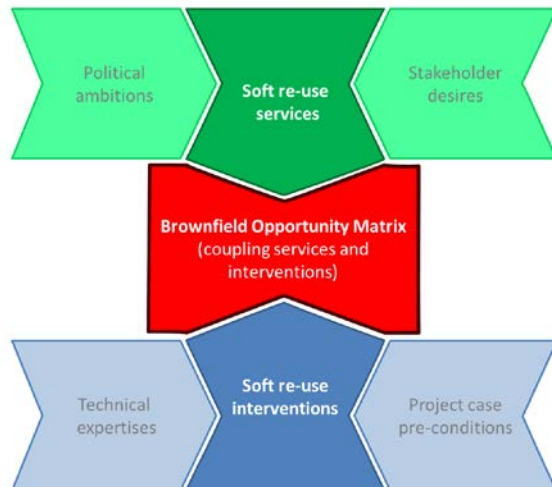 Political
ambitions
Soft re-use
services
Stakeholder
desires
Brownfield Opportunity Matrix
(coupling services and
interventions)
Technical
expertises
Soft re-use
interventions
Project case
pre-conditions